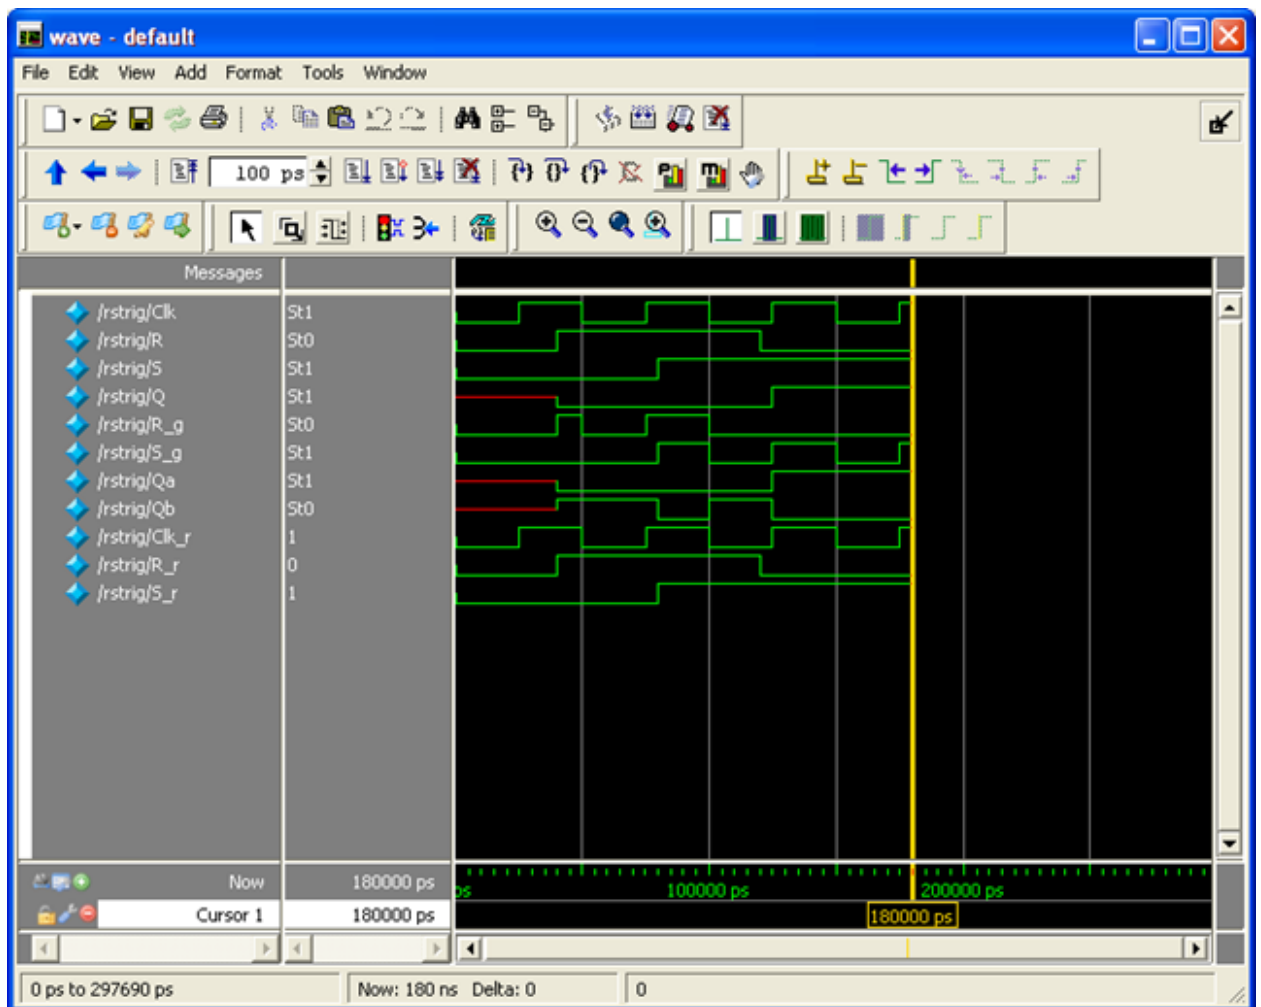 wave - default
File Edit View Add Format Tools Window
100 ps
Messages
/rstrig/Clk St1
/rstrig/R St0
/rstrig/S St1
/rstrig/Q St1
/rstrig/R_g St0
/rstrig/S_g St1
/rstrig/Qa St1
/rstrig/Qb St0
/rstrig/Clk_r 1
/rstrig/R_r 0
/rstrig/S_r 1
Now 180000 ps ps 100000 ps 200000 ps
Cursor 1 180000 ps 180000 ps
0 ps to 297690 ps Now: 180 ns Delta: 0 0